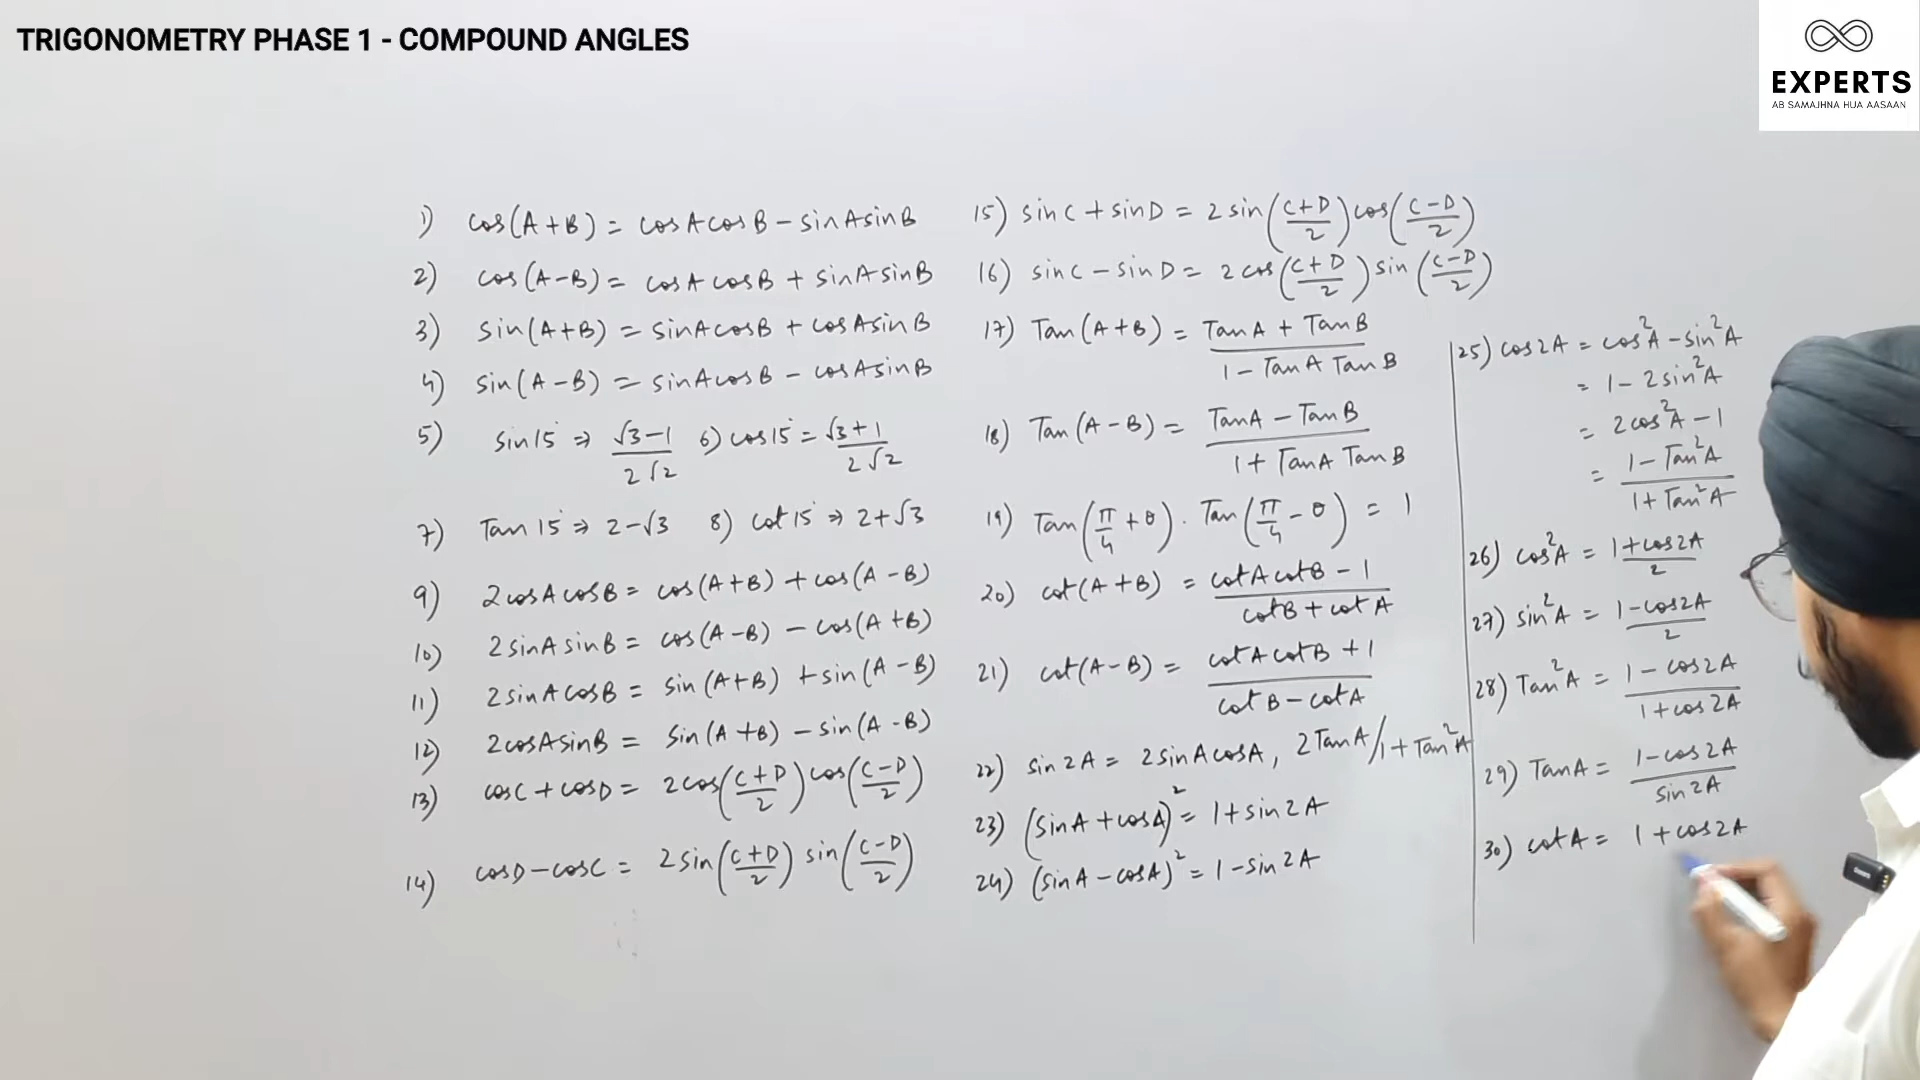 TRIGONOMETRY PHASE 1 - COMPOUND ANGLES
EXPERTS
AB SAMAJHNA HUA AASAAN
1) cos(A+B) = cosAcosB - sinAsinB
2) cos(A-B) = cosAcosB + sinAsinB
3) sin(A+B) = sinAcosB + cosAsinB
4) sin(A-B) = sinAcosB - cosAsinB
5) sin15 ⇒ √3-1 / 2√2 6) cos15 = √3+1 / 2√2
7) Tan15 ⇒ 2-√3 8) cot15 ⇒ 2+√3
9) 2cosAcosB = cos(A+B) + cos(A-B)
10) 2sinAsinB = cos(A-B) - cos(A+B)
11) 2sinAcosB = sin(A+B) + sin(A-B)
12) 2cosAsinB = sin(A+B) - sin(A-B)
13) cosC + cosD = 2cos(C+D/2)cos(C-D/2)
14) cosD - cosC = 2sin(C+D/2) sin(C-D/2)
15) sinC + sinD = 2sin(C+D/2)cos(C-D/2)
16) sinC - sinD = 2cos(C+D/2) sin(C-D/2)
17) Tan(A+B) = TanA + TanB / 1 - TanA TanB
18) Tan(A-B) = TanA - TanB / 1 + TanA TanB
19) Tan(π/4 + θ) . Tan(π/4 - θ) = 1
20) cot(A+B) = cotAcotB - 1 / cotB + cotA
21) cot(A-B) = cotAcotB + 1 / cotB - cotA
22) sin2A = 2sinAcosA, 2TanA/1+Tan²A
23) (sinA + cosA)² = 1 + sin2A
24) (sinA - cosA)² = 1 - sin2A
25) cos2A = cos²A - sin²A
= 1 - 2sin²A
= 2cos²A - 1
= 1 - Tan²A / 1 + Tan²A
26) cos²A = 1+cos2A / 2
27) sin²A = 1-cos2A / 2
28) Tan²A = 1 - cos2A / 1 + cos2A
29) TanA = 1-cos2A / sin2A
30) cotA = 1 + cos2A